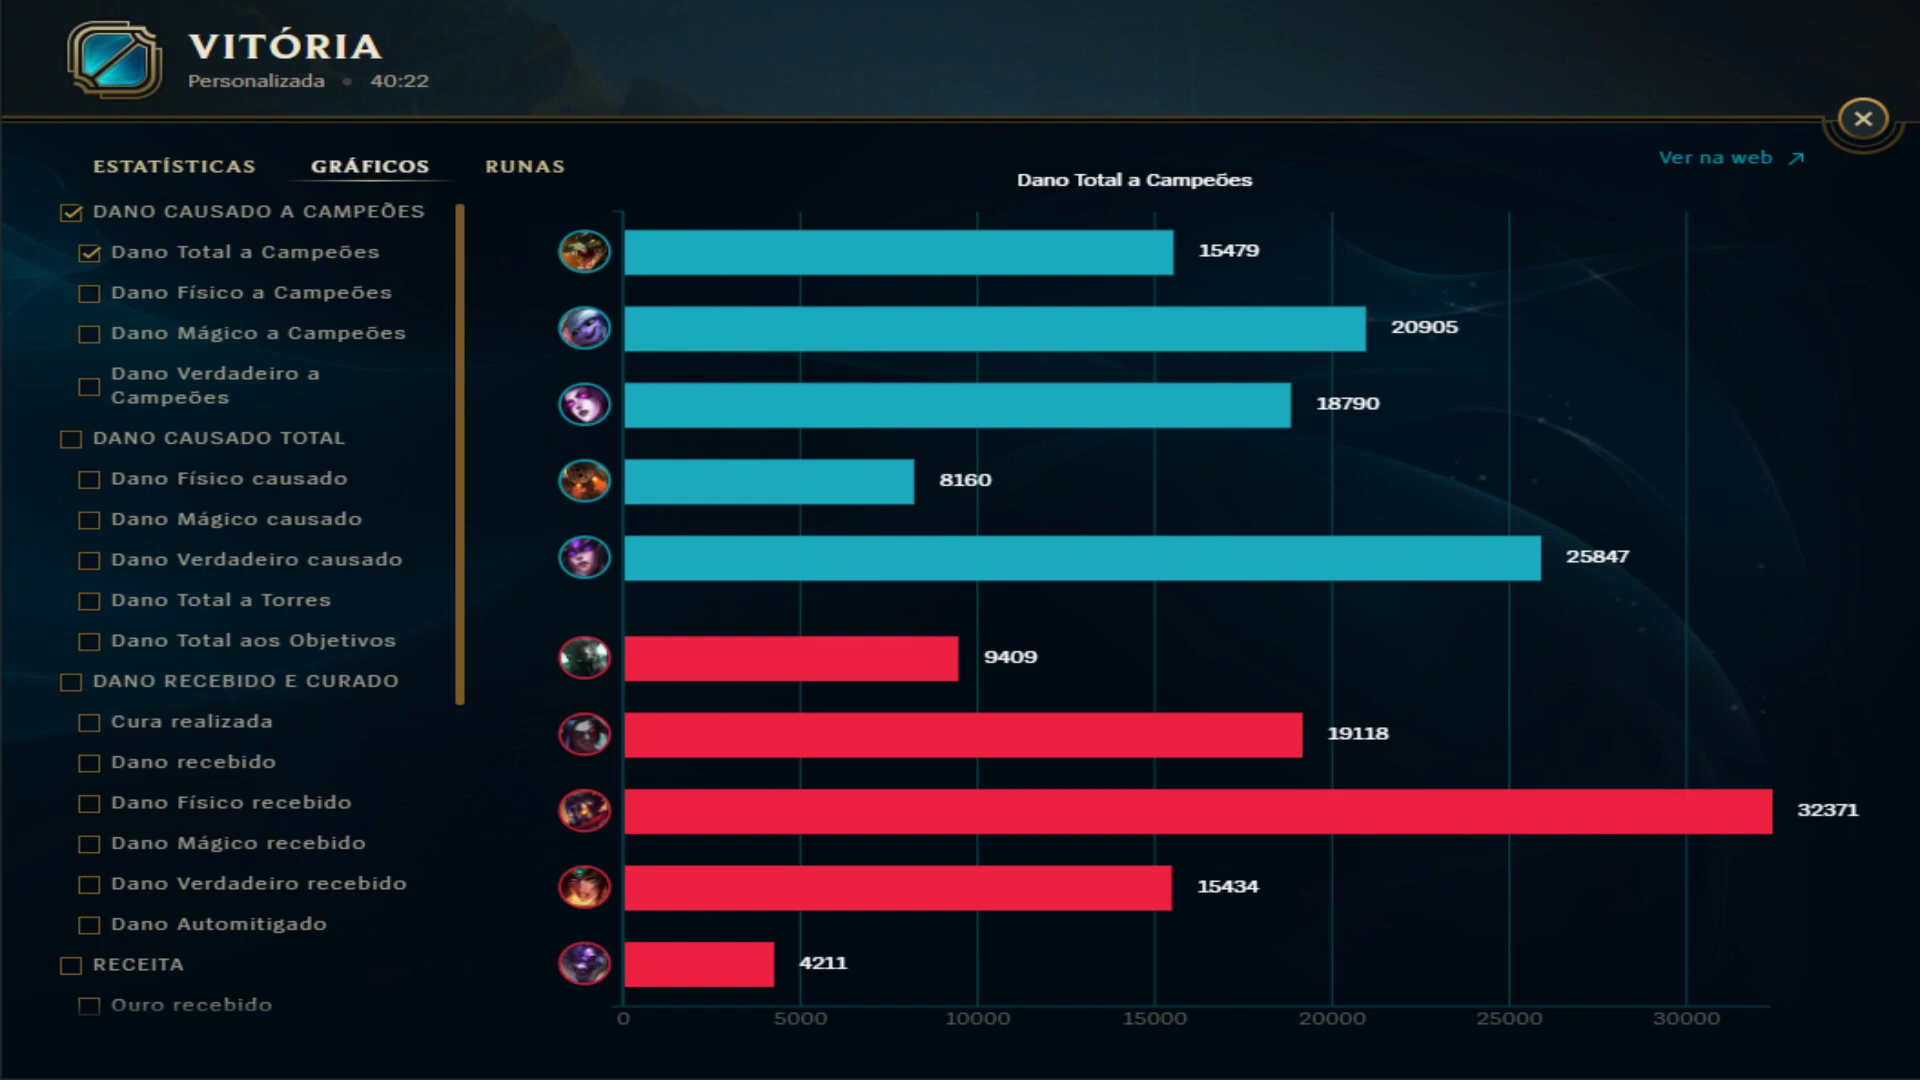 VITÓRIA
Personalizada • 40:22
ESTATÍSTICAS GRÁFICOS RUNAS
Ver na web
DANO CAUSADO A CAMPEÕES
Dano Total a Campeões
Dano Físico a Campeões
Dano Mágico a Campeões
Dano Verdadeiro a
Campeões
DANO CAUSADO TOTAL
Dano Físico causado
Dano Mágico causado
Dano Verdadeiro causado
Dano Total a Torres
Dano Total aos Objetivos
DANO RECEBIDO E CURADO
Cura realizada
Dano recebido
Dano Físico recebido
Dano Mágico recebido
Dano Verdadeiro recebido
Dano Automitigado
RECEITA
Ouro recebido
Dano Total a Campeões
15479
20905
18790
8160
25847
9409
19118
32371
15434
4211
0 5000 10000 15000 20000 25000 30000